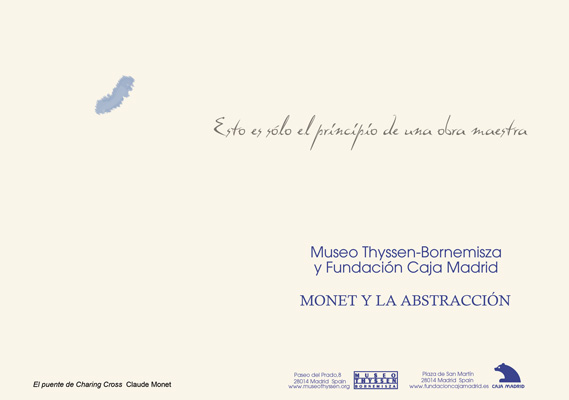 Esto es sólo el principio de una obra maestra
Museo Thyssen-Bornemisza
y Fundación Caja Madrid
MONET Y LA ABSTRACCIÓN
El puente de Charing Cross Claude Monet
Paseo del Prado,8
28014 Madrid Spain
www.museothyssen.org
MUSEO
THYSSEN
BORNEMISZA
Plaza de San Martín
28014 Madrid Spain
www.fundacioncajamadrid.es
CAJA MADRID